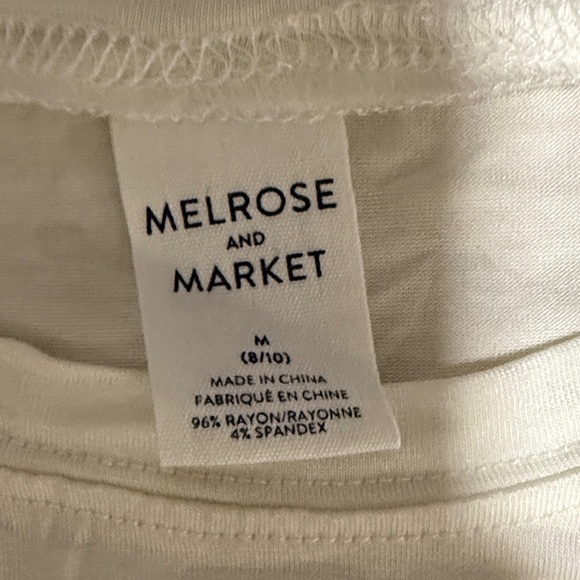 MELROSE
AND
MARKET
M
(8/10)
MADE IN CHINA
FABRIQUÉ EN CHINE
96% RAYON/RAYONNE
4% SPANDEX